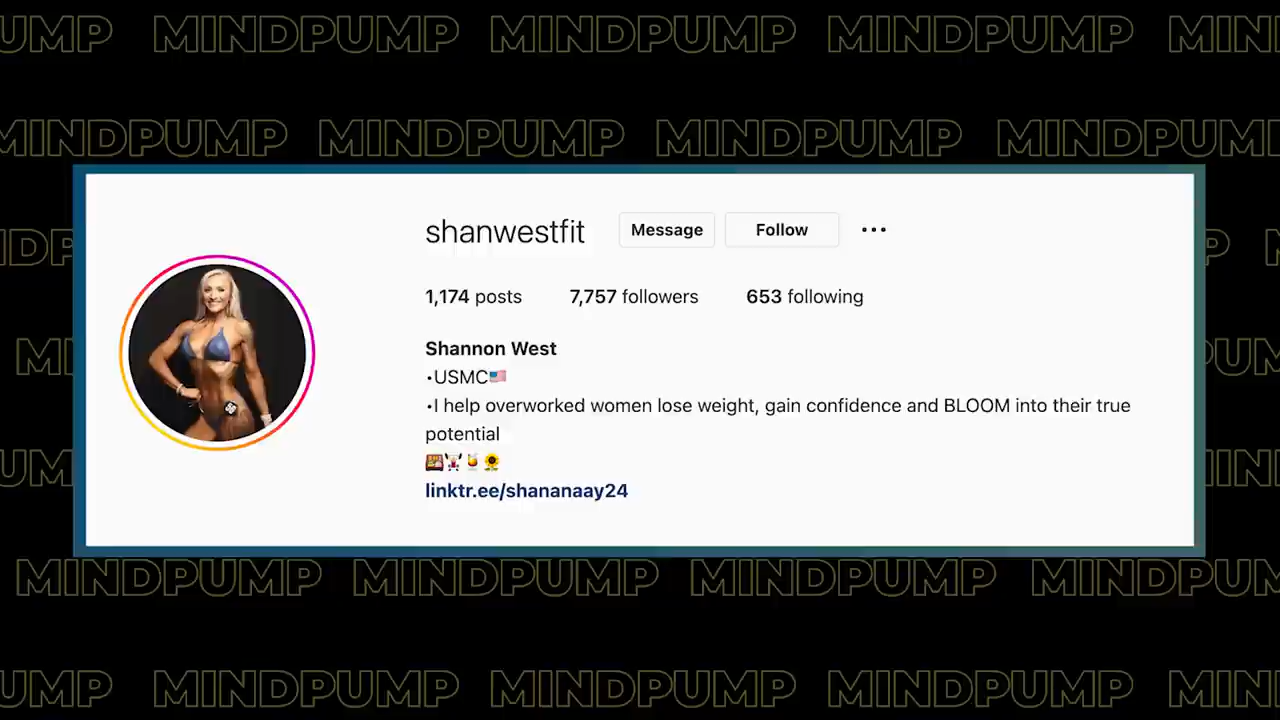 MINDPUMP MINDPUMP MINDPUMP MINDPUMP
MINDPUMP MINDPUMP MINDPUMP MINDPUMP
shanwestfit Message Follow •••
1,174 posts 7,757 followers 653 following
Shannon West
•USMC🇺🇸
•I help overworked women lose weight, gain confidence and BLOOM into their true
potential
linktr.ee/shananaay24
MINDPUMP MINDPUMP MINDPUMP MINDPUMP
MINDPUMP MINDPUMP MINDPUMP MINDPUMP